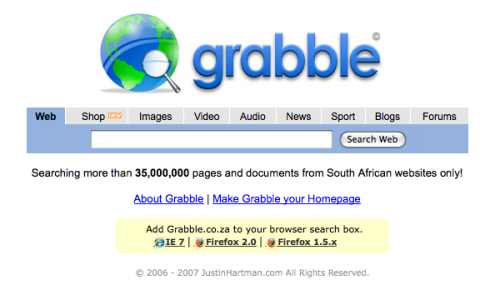 grabble©
Web Shop NEW Images Video Audio News Sport Blogs Forums
Search Web
Searching more than 35,000,000 pages and documents from South African websites only!
About Grabble | Make Grabble your Homepage
Add Grabble.co.za to your browser search box.
IE 7 | Firefox 2.0 | Firefox 1.5.x
© 2006 - 2007 JustinHartman.com All Rights Reserved.